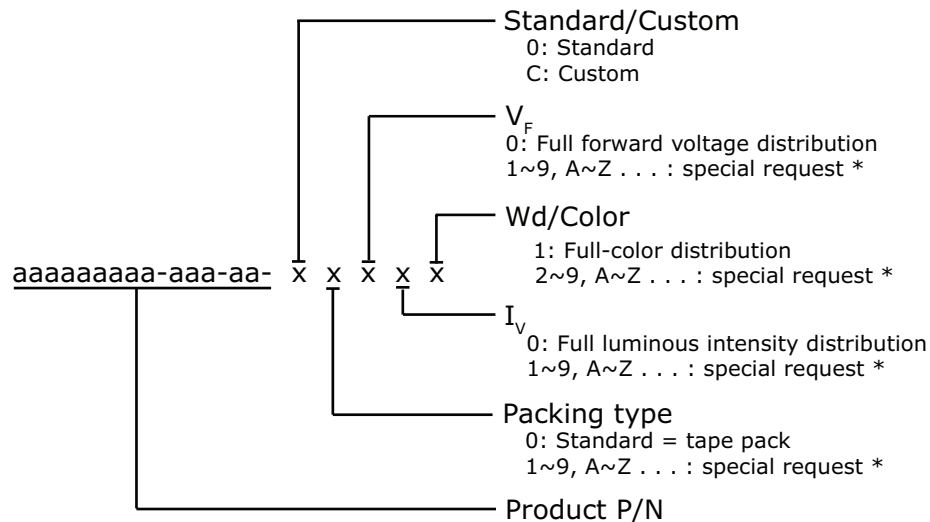 Standard/Custom
0: Standard
C: Custom
VF
0: Full forward voltage distribution
1~9, A~Z . . . : special request *
Wd/Color
1: Full-color distribution
2~9, A~Z . . . : special request *
aaaaaaaaa-aaa-aa- x x x x x
IV
0: Full luminous intensity distribution
1~9, A~Z . . . : special request *
Packing type
0: Standard = tape pack
1~9, A~Z . . . : special request *
Product P/N